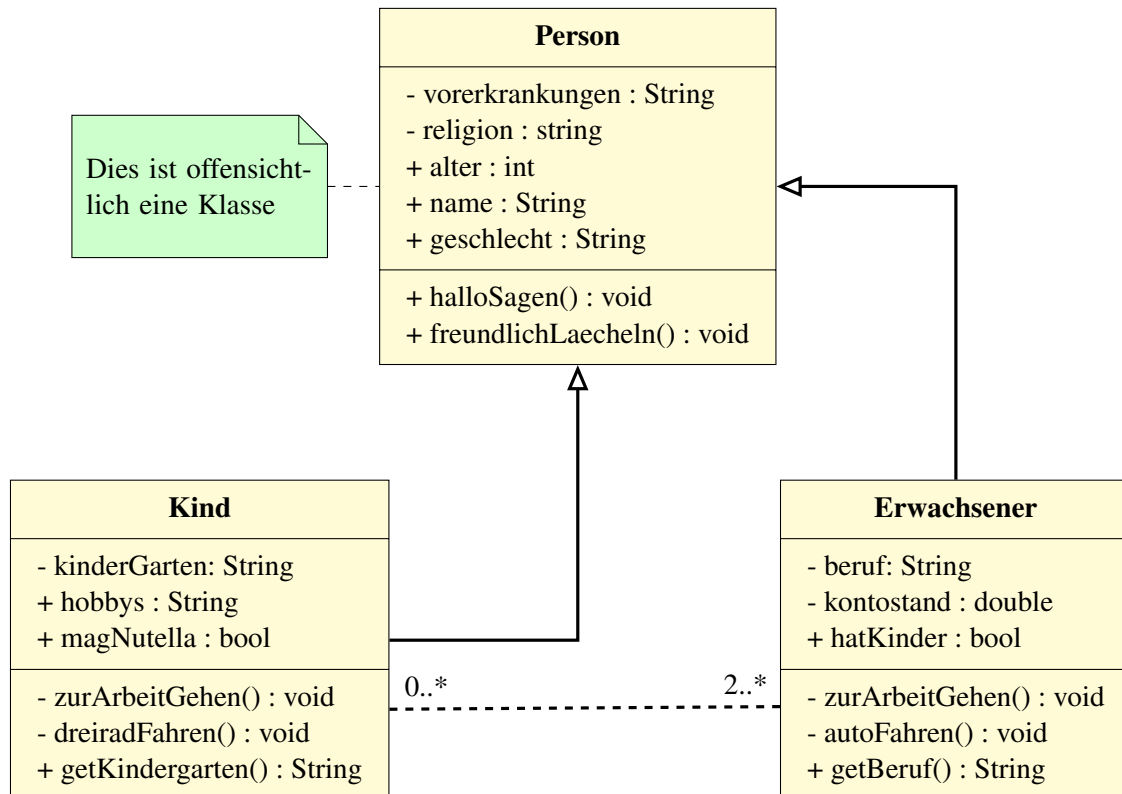 Person
- vorerkrankungen : String
- religion : string
+ alter : int
+ name : String
+ geschlecht : String
+ halloSagen() : void
+ freundlichLaecheln() : void
Dies ist offensicht-
lich eine Klasse
Kind
- kinderGarten: String
+ hobbys : String
+ magNutella : bool
- zurArbeitGehen() : void
- dreiradFahren() : void
+ getKindergarten() : String
0..*
2..*
Erwachsener
- beruf: String
- kontostand : double
+ hatKinder : bool
- zurArbeitGehen() : void
- autoFahren() : void
+ getBeruf() : String